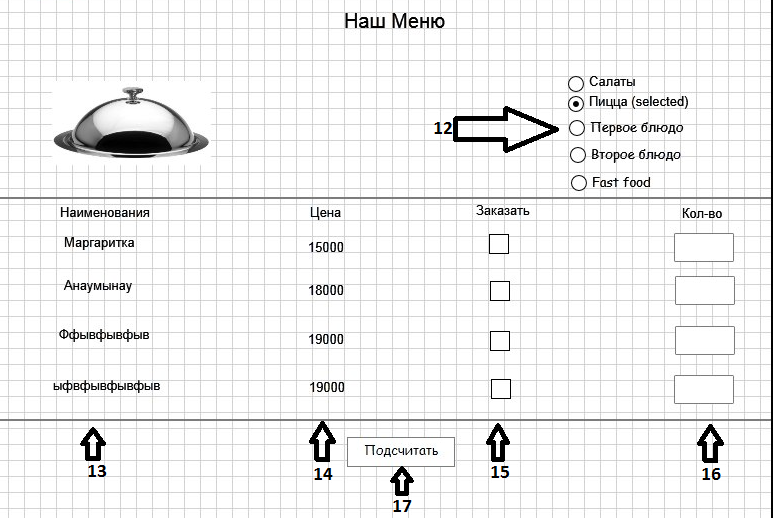 Наш Меню
Салаты
Пицца (selected)
12
Первое блюдо
Второе блюдо
Fast food
Наименования Цена Заказать Кол-во
Маргаритка 15000
Анаумынау 18000
Ффывфывфыв 19000
ыфвфывфывфыв 19000
Подсчитать
13 14 15 16
17